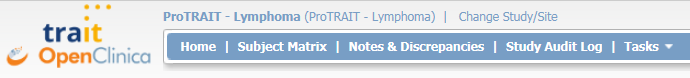 trait
OpenClinica
ProTRAIT - Lymphoma (ProTRAIT - Lymphoma) | Change Study/Site
Home | Subject Matrix | Notes & Discrepancies | Study Audit Log | Tasks